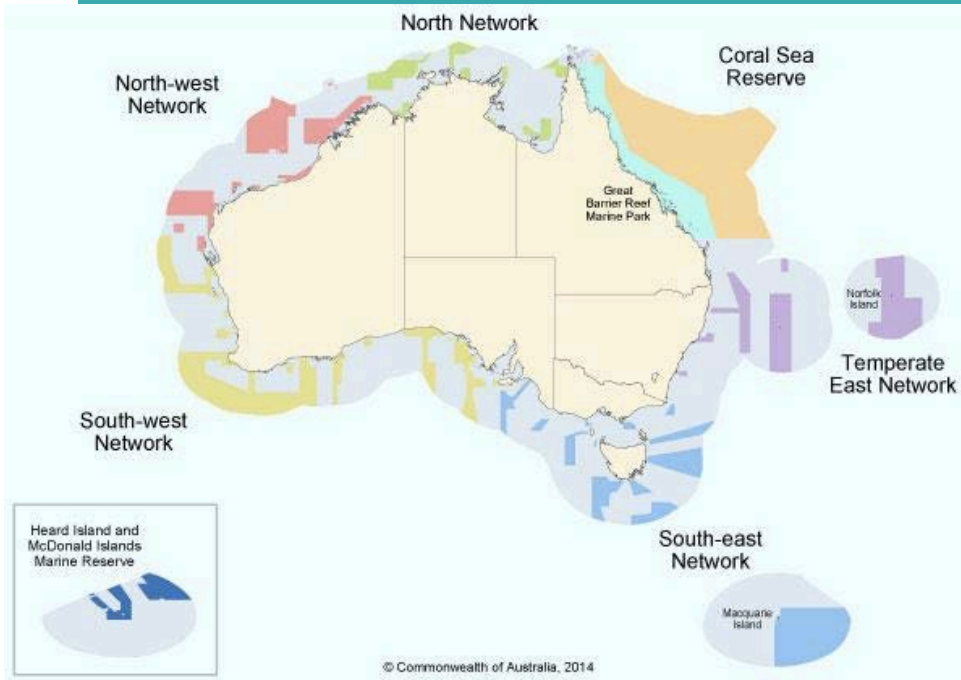 North Network
North-west
Network
Coral Sea
Reserve
Great
Barrier Reef
Marine Park
Norfolk
Island
Temperate
East Network
South-west
Network
Heard Island and
McDonald Islands
Marine Reserve
South-east
Network
Macquarie
Island
© Commonwealth of Australia, 2014